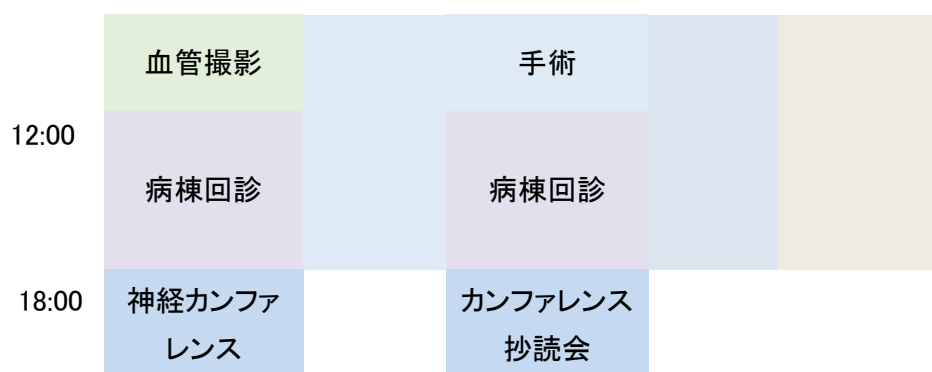 血管撮影
手術
12:00
病棟回診
病棟回診
18:00
神経カンファ
レンス
カンファレンス
抄読会